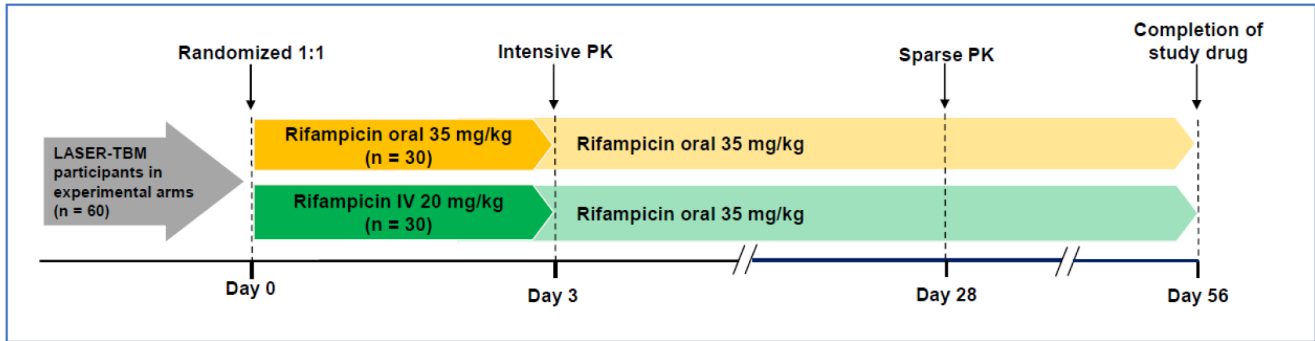 Randomized 1:1
Intensive PK
Sparse PK
Completion of
study drug
LASER-TBM
participants in
experimental arms
(n = 60)
Rifampicin oral 35 mg/kg
(n = 30)
Rifampicin oral 35 mg/kg
Rifampicin IV 20 mg/kg
(n = 30)
Rifampicin oral 35 mg/kg
Day 0
Day 3
Day 28
Day 56